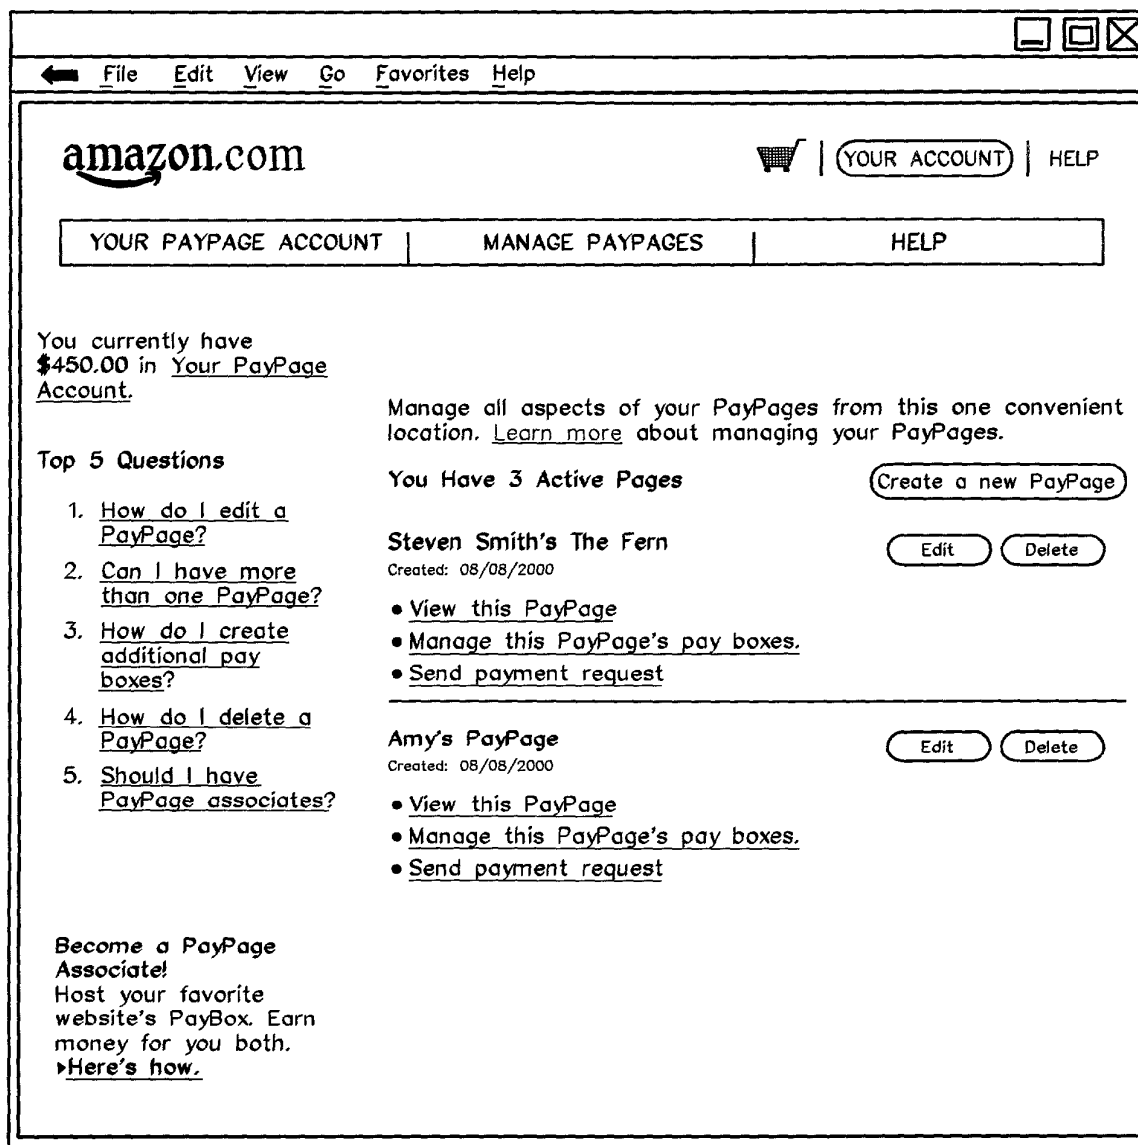 File Edit View Go Favorites Help
amazon.com
YOUR ACCOUNT | HELP
YOUR PAYPAGE ACCOUNT | MANAGE PAYPAGES | HELP
You currently have
$450.00 in Your PayPage
Account.
Top 5 Questions
1. How do I edit a
PayPage?
2. Can I have more
than one PayPage?
3. How do I create
additional pay
boxes?
4. How do I delete a
PayPage?
5. Should I have
PayPage associates?
Become a PayPage
Associate!
Host your favorite
website's PayBox. Earn
money for you both.
▸Here's how.
Manage all aspects of your PayPages from this one convenient
location. Learn more about managing your PayPages.
You Have 3 Active Pages Create a new PayPage
Steven Smith's The Fern Edit Delete
Created: 08/08/2000
• View this PayPage
• Manage this PayPage's pay boxes.
• Send payment request
Amy's PayPage Edit Delete
Created: 08/08/2000
• View this PayPage
• Manage this PayPage's pay boxes.
• Send payment request